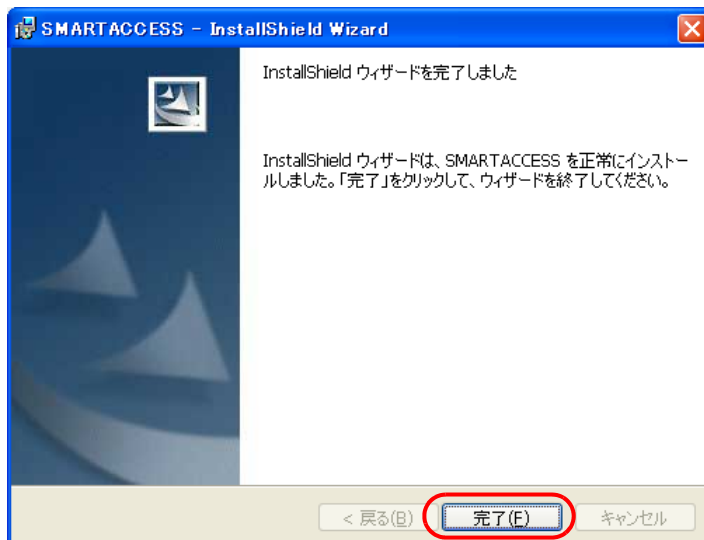 SMARTACCESS - InstallShield Wizard
InstallShield ウィザードを完了しました
InstallShield ウィザードは、SMARTACCESS を正常にインストー
ルしました。「完了」をクリックして、ウィザードを終了してください。
< 戻る(B)
完了(F)
キャンセル